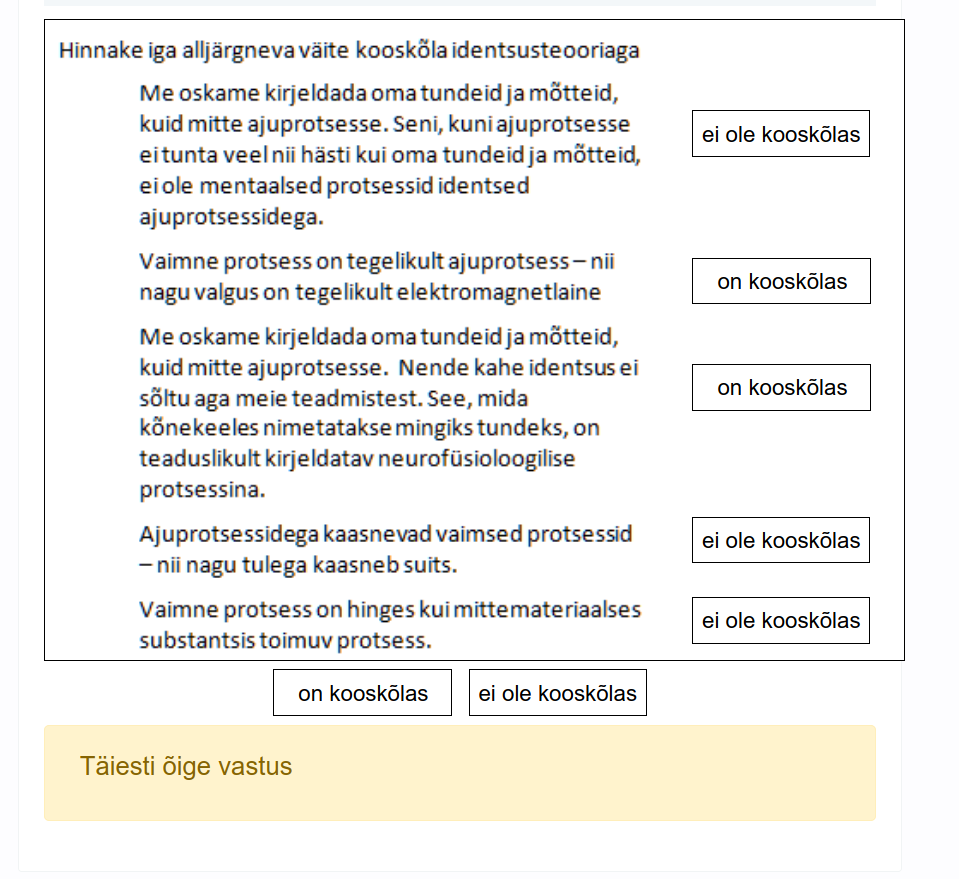 Hinnake iga alljärgneva väite kooskõla identsusteooriaga
Me oskame kirjeldada oma tundeid ja mõtteid,
kuid mitte ajuprotsesse. Seni, kuni ajuprotsesse
ei tunta veel nii hästi kui oma tundeid ja mõtteid,
ei ole mentaalsed protsessid identsed
ajuprotsessidega.
ei ole kooskõlas
Vaimne protsess on tegelikult ajuprotsess – nii
nagu valgus on tegelikult elektromagnetlaine
on kooskõlas
Me oskame kirjeldada oma tundeid ja mõtteid,
kuid mitte ajuprotsesse. Nende kahe identsus ei
sõltu aga meie teadmistest. See, mida
kõnekeeles nimetatakse mingiks tundeks, on
teaduslikult kirjeldatav neurofüsioloogilise
protsessina.
on kooskõlas
Ajuprotsessidega kaasnevad vaimsed protsessid
– nii nagu tulega kaasneb suits.
ei ole kooskõlas
Vaimne protsess on hinges kui mittemateriaalses
substantsis toimuv protsess.
ei ole kooskõlas
on kooskõlas
ei ole kooskõlas
Täiesti õige vastus